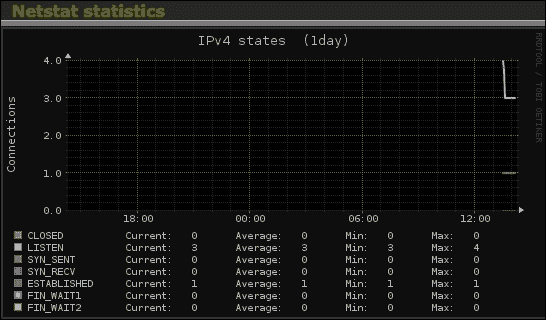 Netstat statistics
IPv4 states (1day)
RRDTOOL / TOBI OETIKER
Connections
4.0
3.0
2.0
1.0
0.0
18:00 00:00 06:00 12:00
CLOSED Current: 0 Average: 0 Min: 0 Max: 0
LISTEN Current: 3 Average: 3 Min: 3 Max: 4
SYN_SENT Current: 0 Average: 0 Min: 0 Max: 0
SYN_RECV Current: 0 Average: 0 Min: 0 Max: 0
ESTABLISHED Current: 1 Average: 1 Min: 1 Max: 1
FIN_WAIT1 Current: 0 Average: 0 Min: 0 Max: 0
FIN_WAIT2 Current: 0 Average: 0 Min: 0 Max: 0